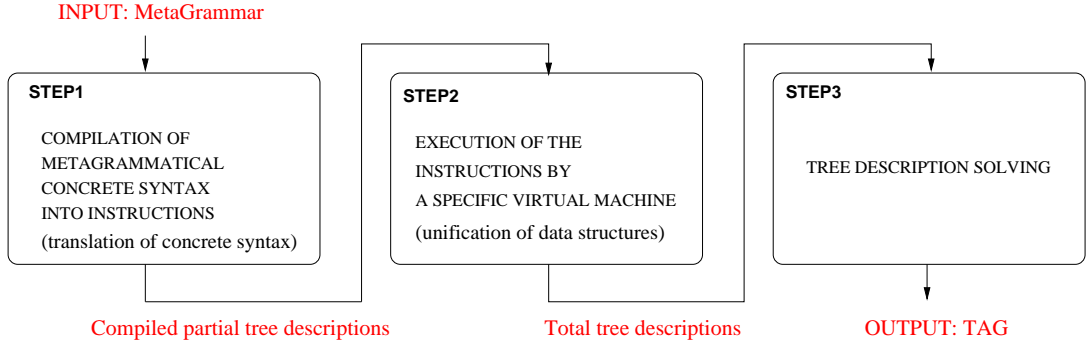 INPUT: MetaGrammar
STEP1
COMPILATION OF
METAGRAMMATICAL
CONCRETE SYNTAX
INTO INSTRUCTIONS
(translation of concrete syntax)
STEP2
EXECUTION OF THE
INSTRUCTIONS BY
A SPECIFIC VIRTUAL MACHINE
(unification of data structures)
STEP3
TREE DESCRIPTION SOLVING
Compiled partial tree descriptions
Total tree descriptions
OUTPUT: TAG